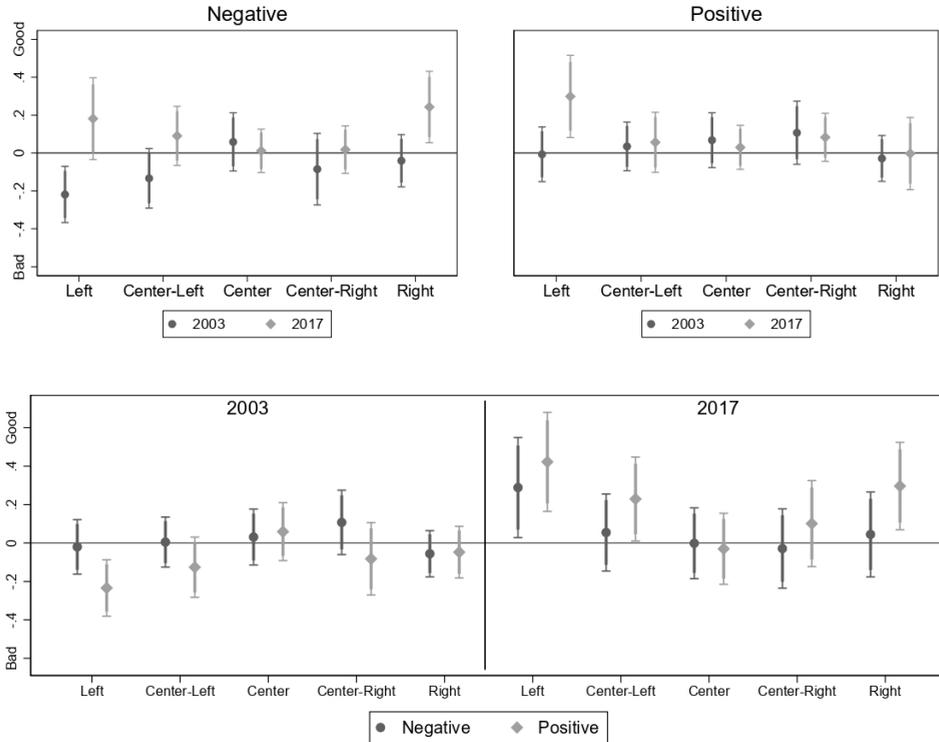 Negative
Good
.4
.2
0
-.2
-.4
Bad
Left Center-Left Center Center-Right Right
2003 2017
Positive
Left Center-Left Center Center-Right Right
2003 2017
2003 2017
Good
.4
.2
0
-.2
-.4
Bad
Left Center-Left Center Center-Right Right Left Center-Left Center Center-Right Right
Negative Positive